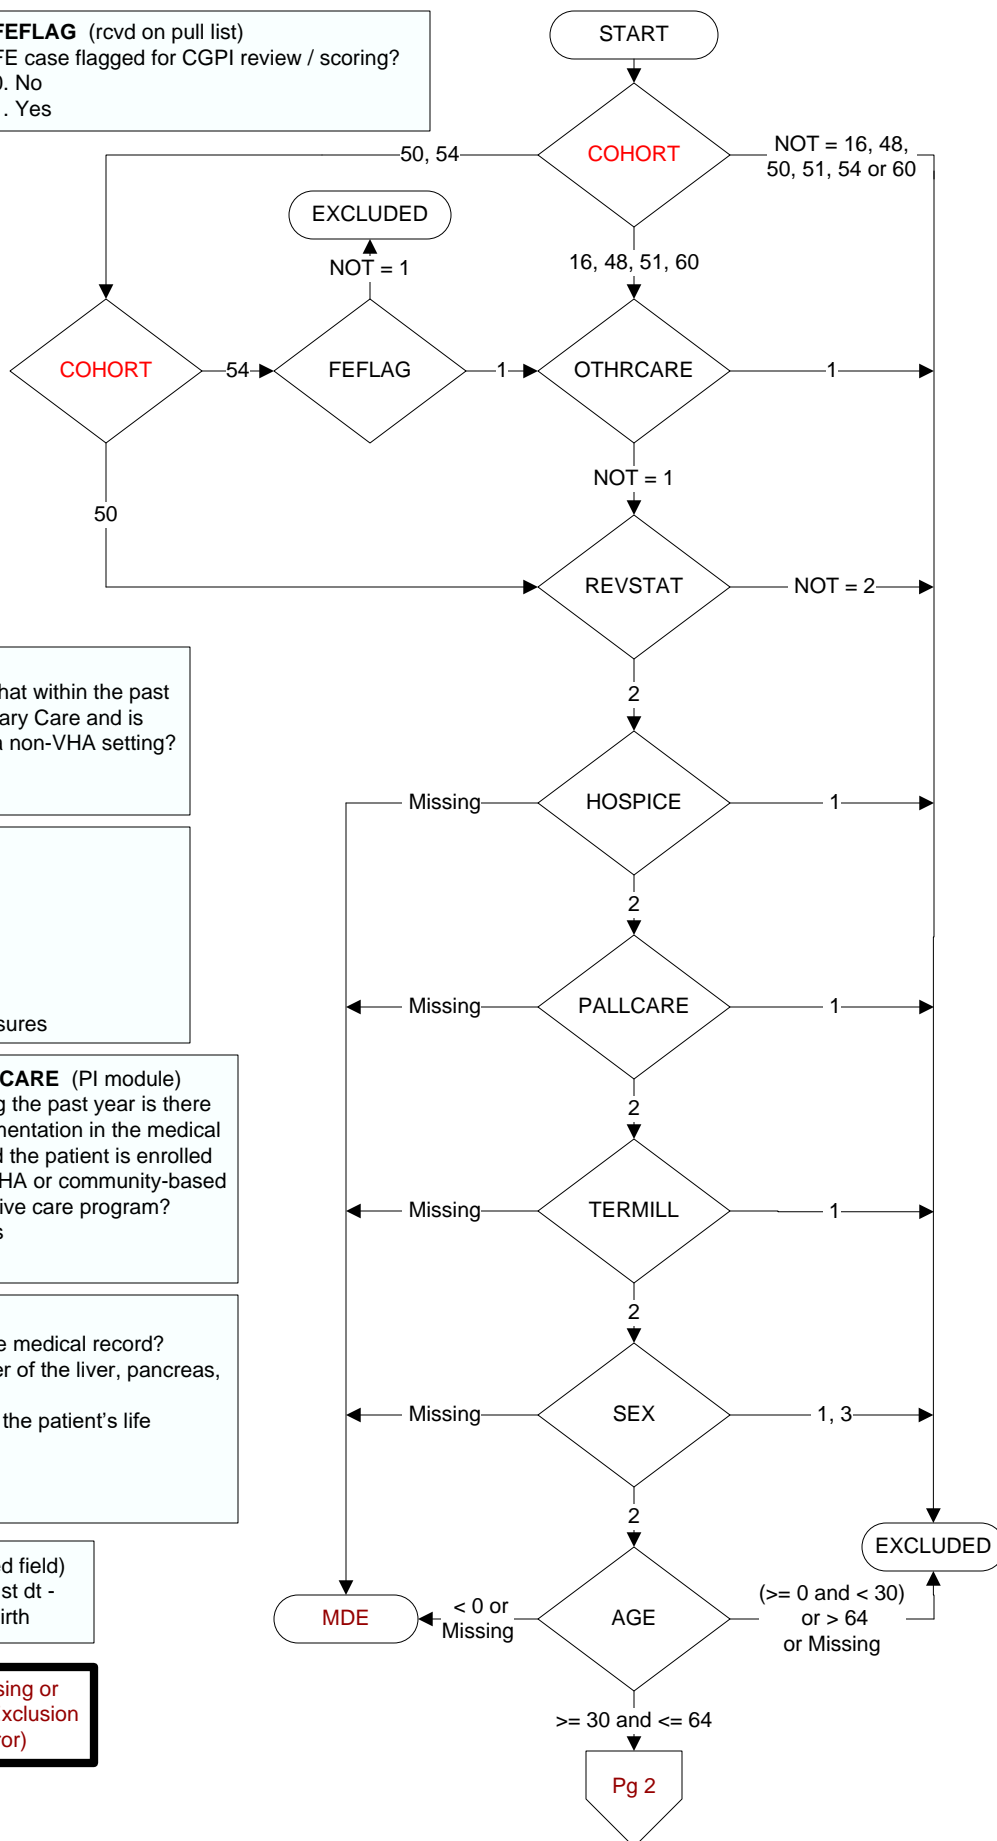 FEFLAG (rcvd on pull list)
FE case flagged for CGPI review / scoring?
0. No
. Yes
START
COHORT
50, 54
NOT = 16, 48,
50, 51, 54 or 60
EXCLUDED
NOT = 1
16, 48, 51, 60
COHORT
54
FEFLAG
1
OTHRCARE
1
NOT = 1
50
REVSTAT
NOT = 2
2
hat within the past
ary Care and is
a non-VHA setting?
Missing
HOSPICE
1
2
sures
Missing
PALLCARE
1
2
CARE (PI module)
g the past year is there
mentation in the medical
d the patient is enrolled
HA or community-based
ive care program?
s
Missing
TERMILL
1
2
e medical record?
er of the liver, pancreas,
the patient's life
Missing
SEX
1, 3
2
EXCLUDED
ed field)
st dt -
irth
MDE
< 0 or
Missing
AGE
(>= 0 and < 30)
or > 64
or Missing
sing or
Exclusion
ror)
>= 30 and <= 64
Pg 2